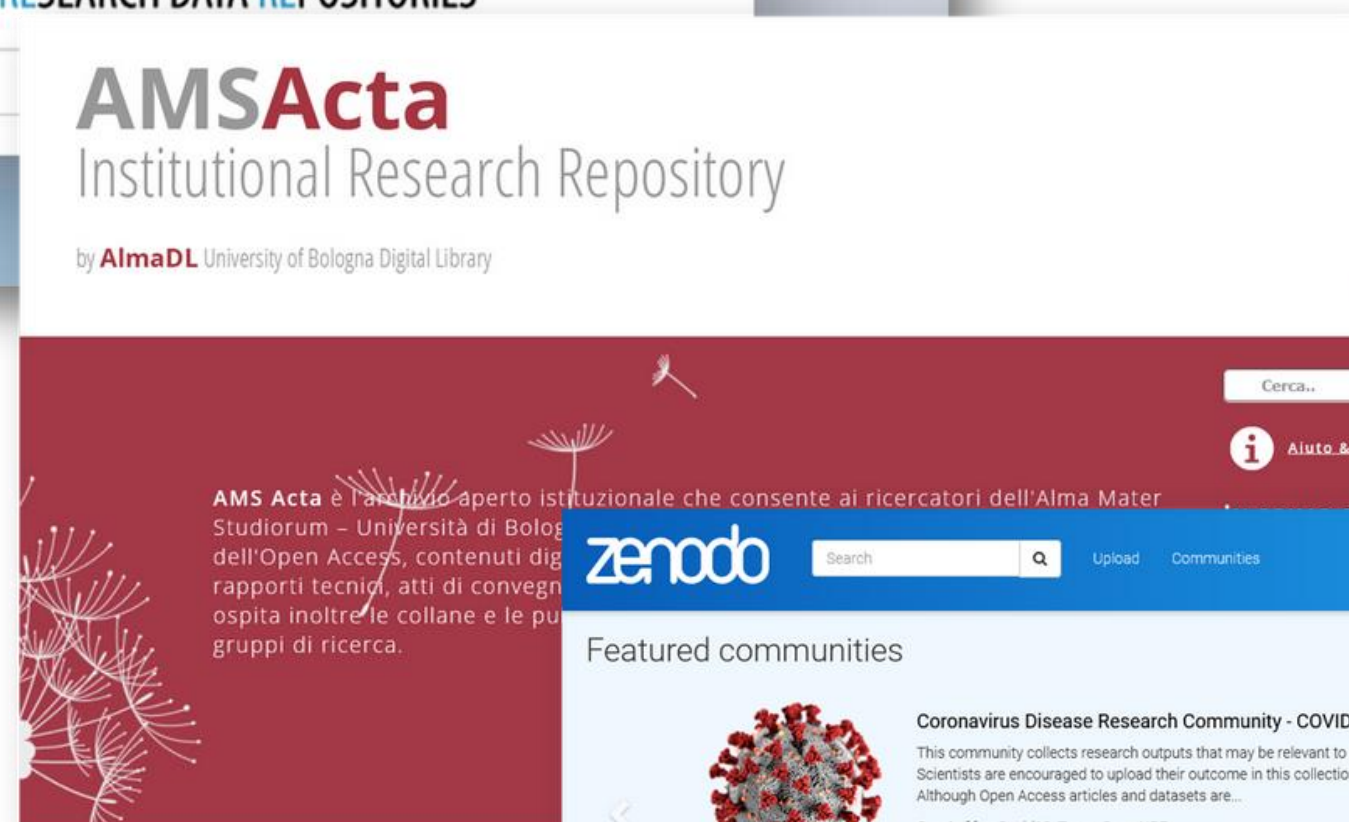 RESEARCH DATA REPOSITORIES
AMSActa
Institutional Research Repository
by AlmaDL University of Bologna Digital Library
Cerca..
Aiuto &
AMS Acta è l'archivio aperto istituzionale che consente ai ricercatori dell'Alma Mater
Studiorum – Università di Bolog
dell'Open Access, contenuti dig
rapporti tecnici, atti di convegn
ospita inoltre le collane e le pu
gruppi di ricerca.
zenodo
Search
Upload
Communities
Featured communities
Coronavirus Disease Research Community - COVID
This community collects research outputs that may be relevant to
Scientists are encouraged to upload their outcome in this collectio
Although Open Access articles and datasets are...